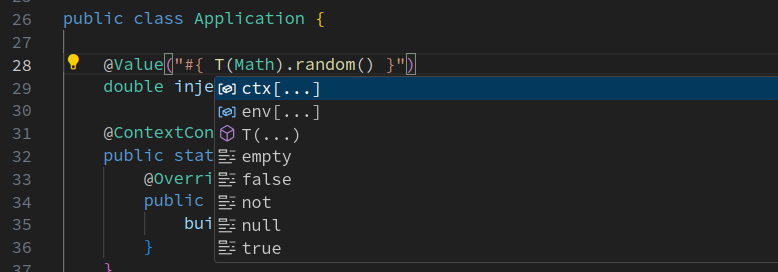 26 public class Application {
27
28 @Value("#{ T(Math).random() }")
29 double inje
30
31 @ContextCon
32 public stat
33 @Overri
34 public
35 bui
36 }
37 }
ctx[...]
env[...]
T(...)
empty
false
not
null
true